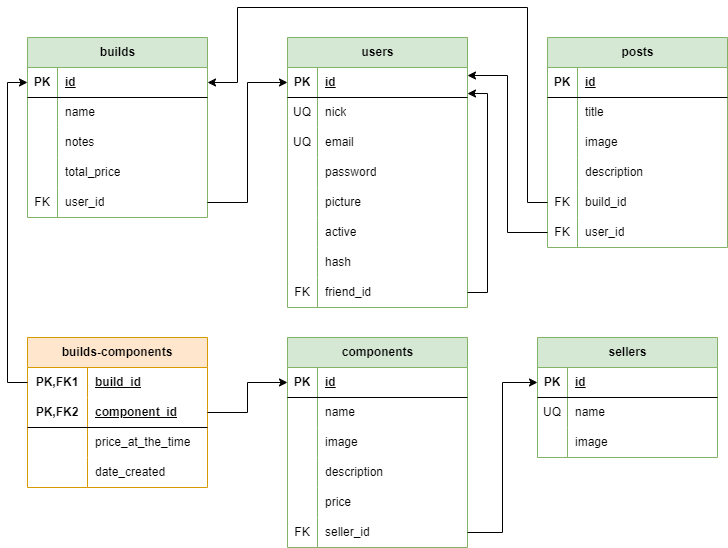 builds
PK id
name
notes
total_price
FK user_id
users
PK id
UQ nick
UQ email
password
picture
active
hash
FK friend_id
posts
PK id
title
image
description
FK build_id
FK user_id
builds-components
PK,FK1 build_id
PK,FK2 component_id
price_at_the_time
date_created
components
PK id
name
image
description
price
FK seller_id
sellers
PK id
UQ name
image